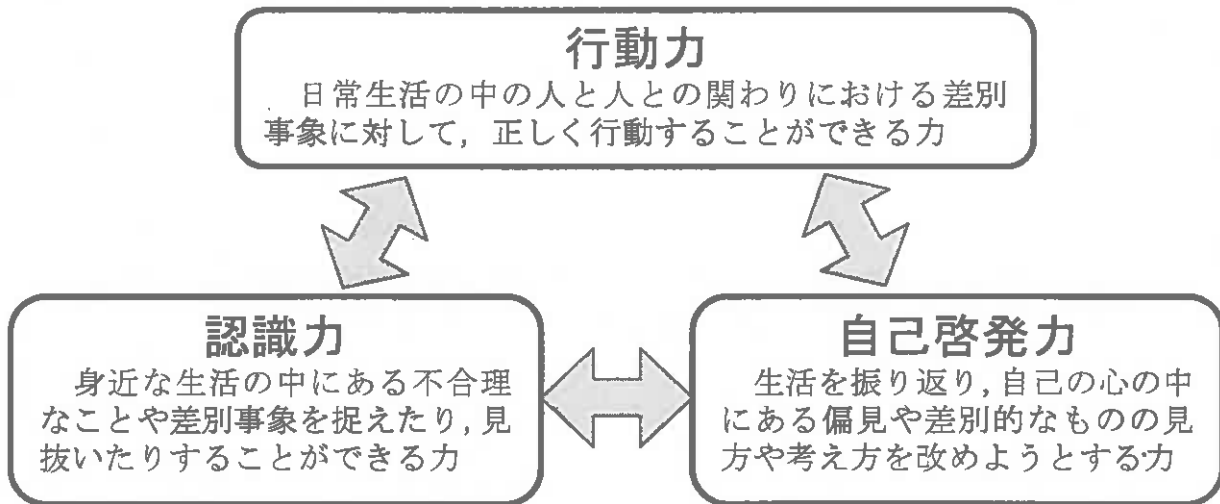 行動力
日常生活の中の人と人との関わりにおける差別
事象に対して，正しく行動することができる力
認識力
身近な生活の中にある不合理
なことや差別事象を捉えたり，見
抜いたりすることができる力
自己啓発力
生活を振り返り，自己の心の中
にある偏見や差別的なものの見
方や考え方を改めようとする力